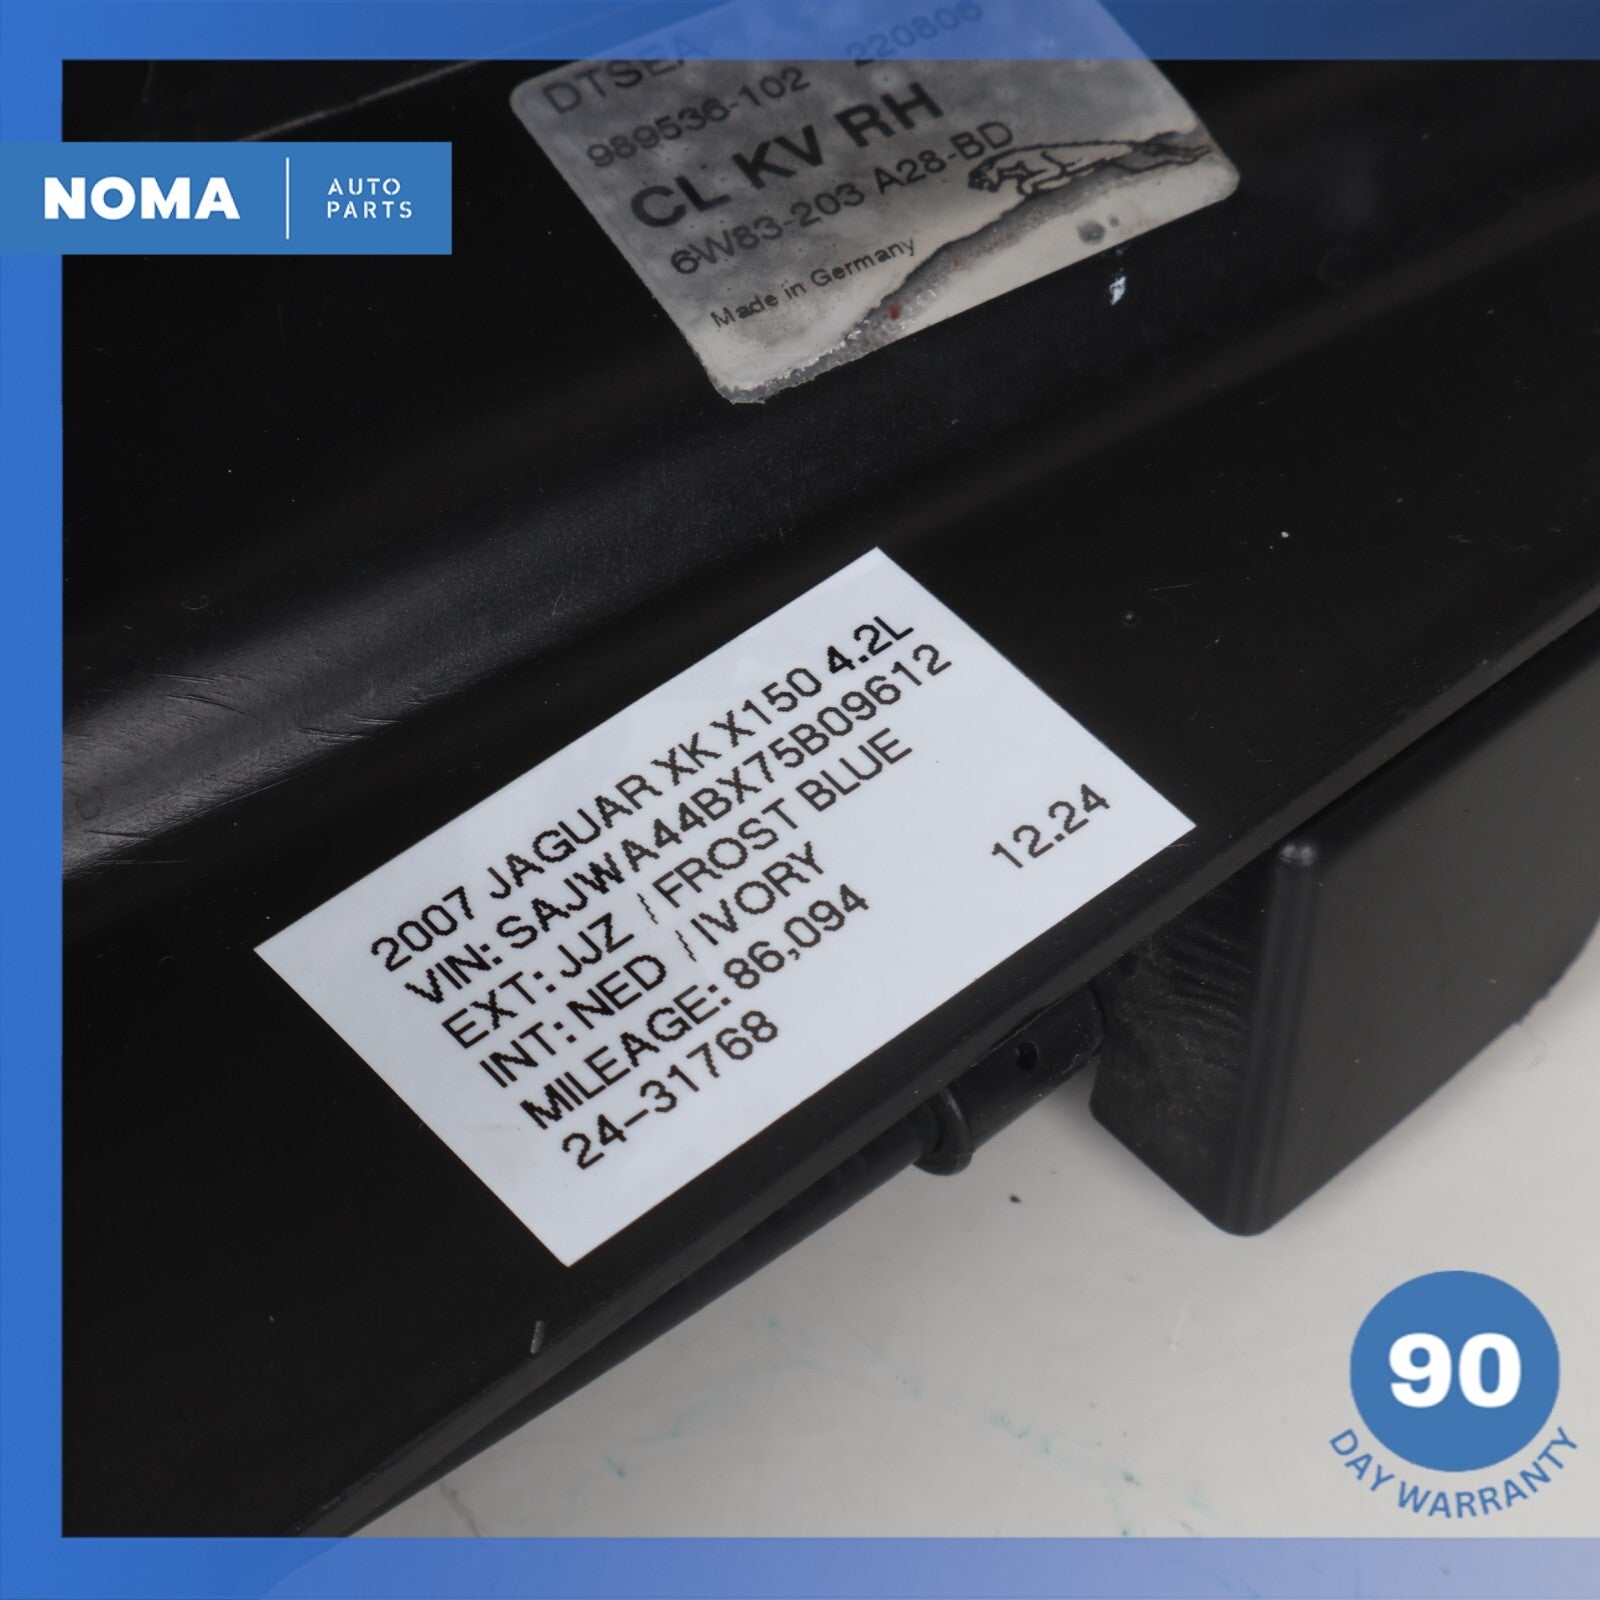 DTSEA
989536-102 220806
CL KV RH
6W83-203 A28-BD
Made in Germany
NOMA
AUTO
PARTS
2007 JAGUAR XK X150 4.2L
VIN: SAJWA44BX75B09612
EXT: JJZ / FROST BLUE
INT: NED / IVORY
MILEAGE: 86,094 12.24
24-31768
90
DAY WARRANTY